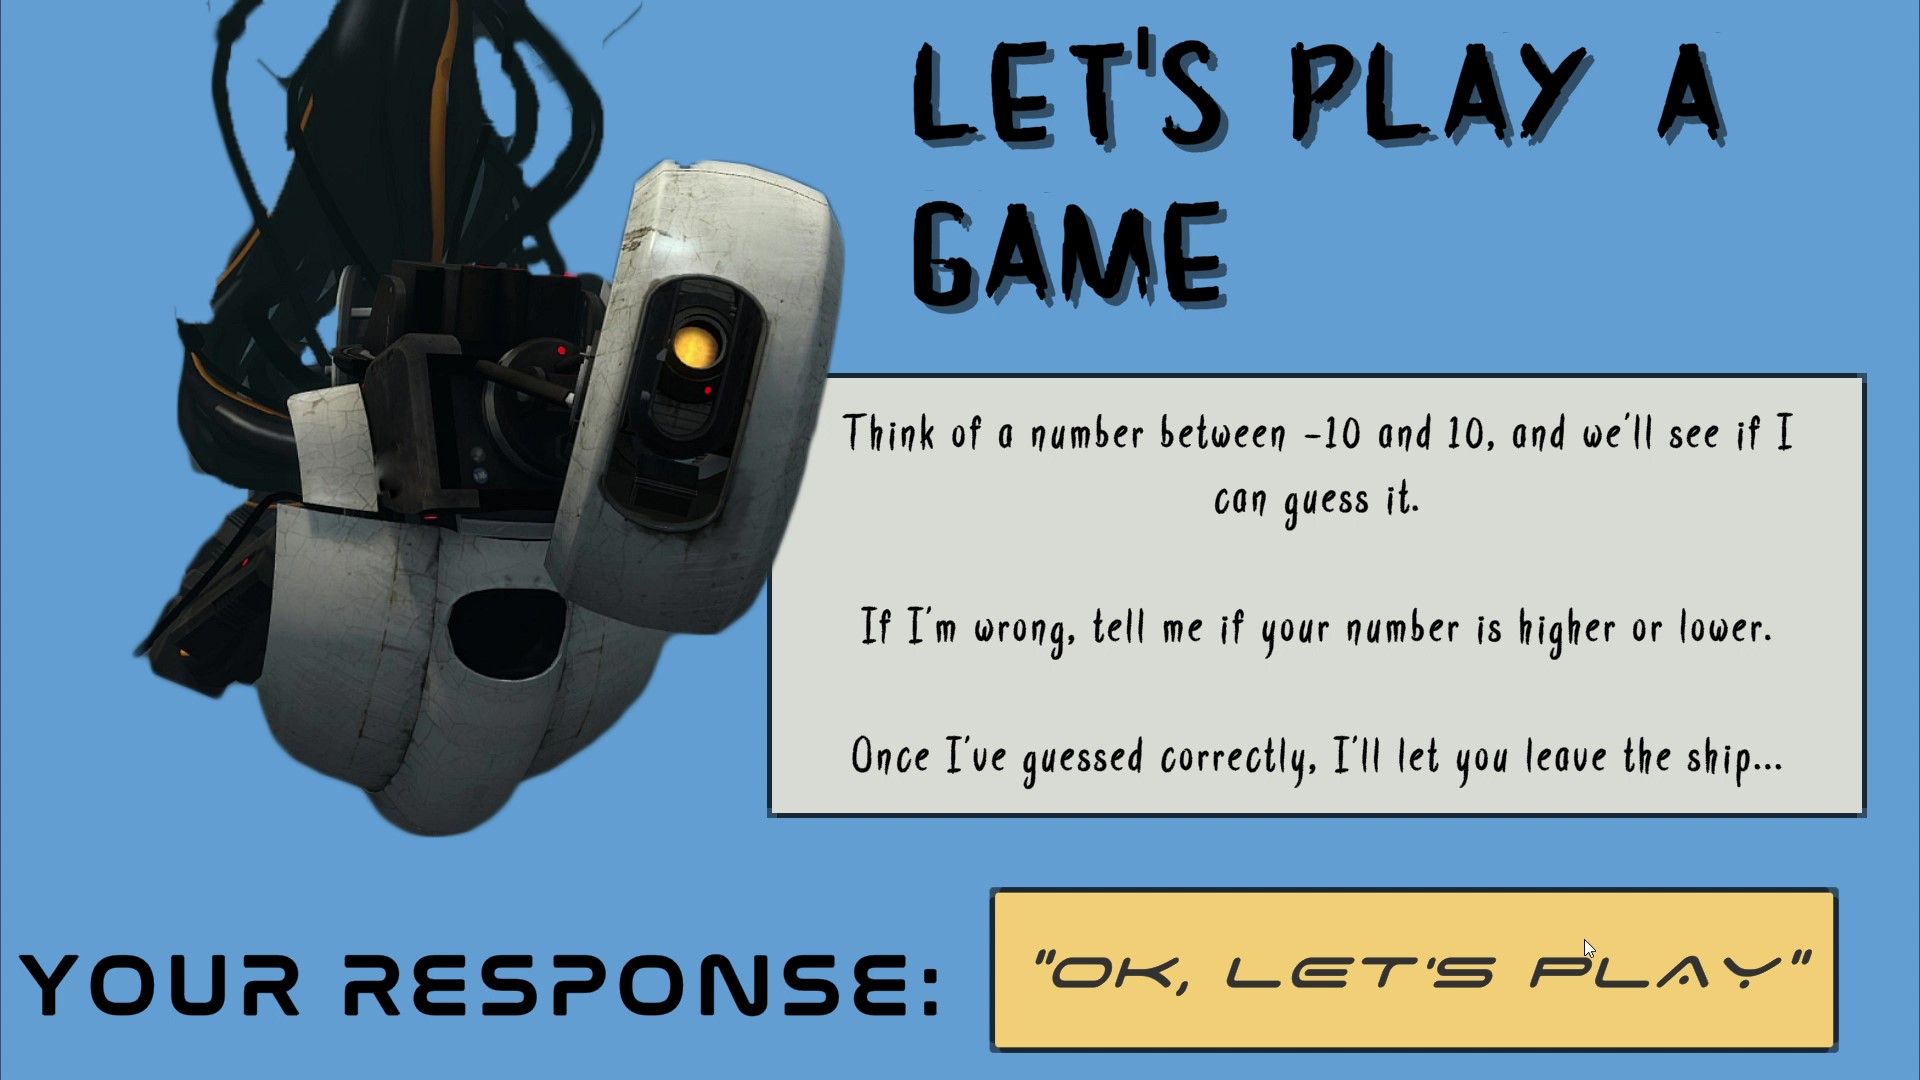 LET'S PLAY A
GAME
Think of a number between -10 and 10, and we'll see if I
can guess it.
If I'm wrong, tell me if your number is higher or lower.
Once I've guessed correctly, I'll let you leave the ship...
YOUR RESPONSE:
"OK, LET'S PLAY"